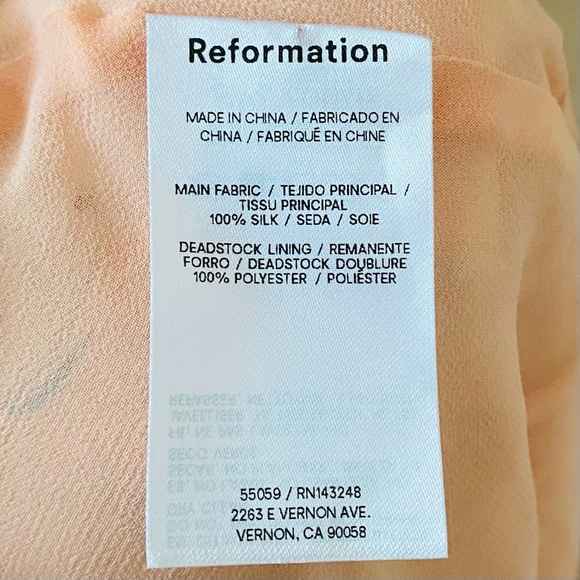 Reformation
MADE IN CHINA / FABRICADO EN
CHINA / FABRIQUÉ EN CHINE
MAIN FABRIC / TEJIDO PRINCIPAL /
TISSU PRINCIPAL
100% SILK / SEDA / SOIE
DEADSTOCK LINING / REMANENTE
FORRO / DEADSTOCK DOUBLURE
100% POLYESTER / POLIÉSTER
55059 / RN143248
2263 E VERNON AVE.
VERNON, CA 90058